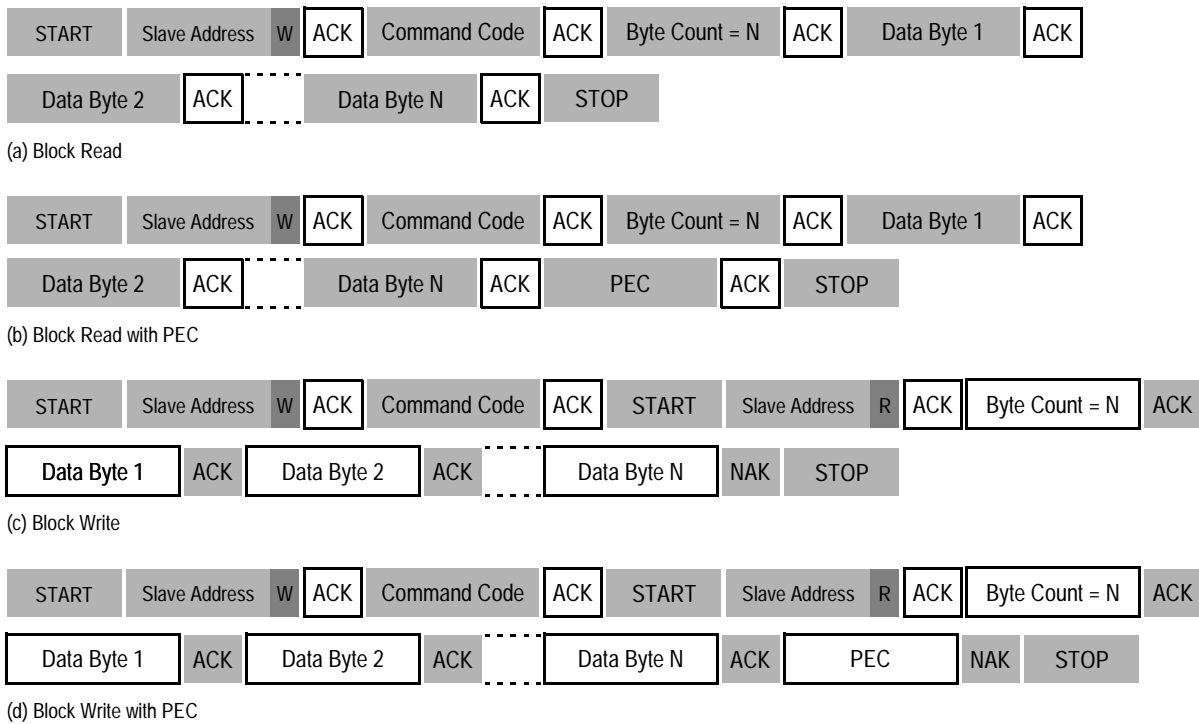 START Slave Address W ACK Command Code ACK Byte Count = N ACK Data Byte 1 ACK
Data Byte 2 ACK Data Byte N ACK STOP
(a) Block Read
START Slave Address W ACK Command Code ACK Byte Count = N ACK Data Byte 1 ACK
Data Byte 2 ACK Data Byte N ACK PEC ACK STOP
(b) Block Read with PEC
START Slave Address W ACK Command Code ACK START Slave Address R ACK Byte Count = N ACK
Data Byte 1 ACK Data Byte 2 ACK Data Byte N NAK STOP
(c) Block Write
START Slave Address W ACK Command Code ACK START Slave Address R ACK Byte Count = N ACK
Data Byte 1 ACK Data Byte 2 ACK Data Byte N ACK PEC NAK STOP
(d) Block Write with PEC